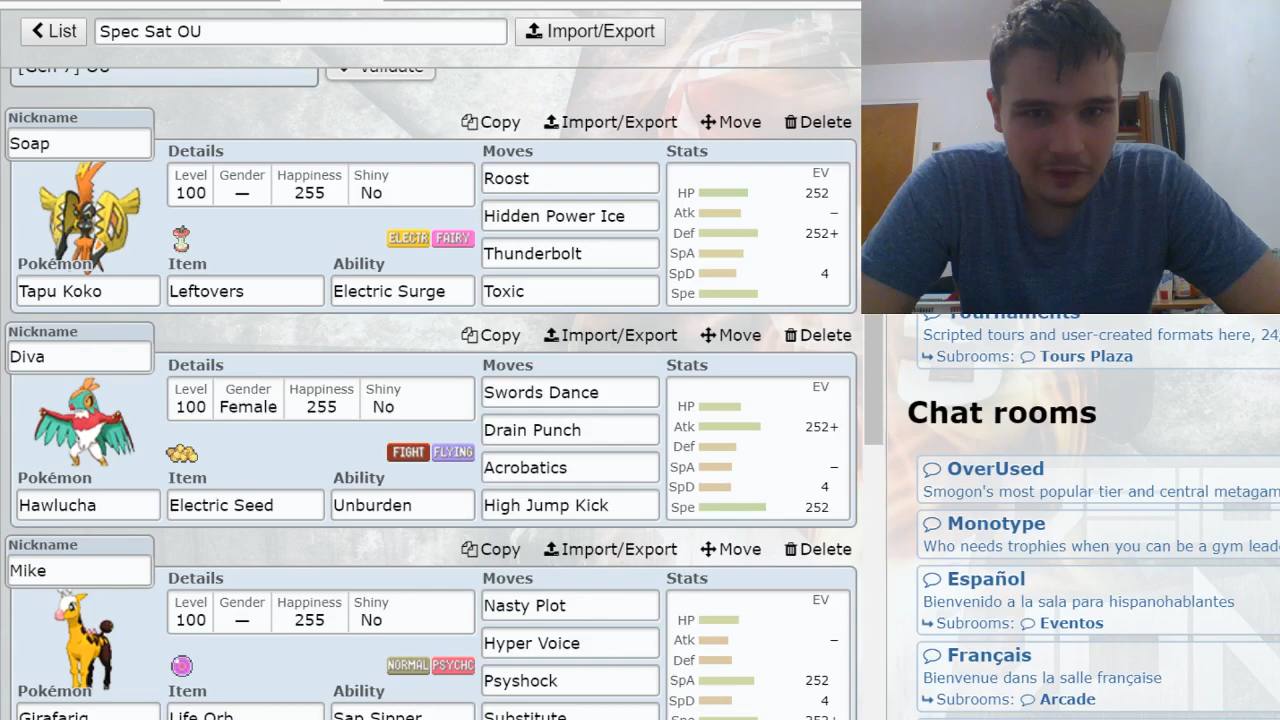 List
Spec Sat OU
Import/Export
[Gen 7] OU
Validate
Nickname
Soap
Copy Import/Export Move Delete
Details Moves Stats
Level Gender Happiness Shiny
100 — 255 No
Roost
Hidden Power Ice
Thunderbolt
Toxic
EV
HP 252
Atk –
Def 252+
SpA
SpD 4
Spe
ELECTR FAIRY
Pokémon Item Ability
Tapu Koko Leftovers Electric Surge
Nickname
Diva
Copy Import/Export Move Delete
Details Moves Stats
Level Gender Happiness Shiny
100 Female 255 No
Swords Dance
Drain Punch
Acrobatics
High Jump Kick
EV
HP
Atk 252+
Def
SpA –
SpD 4
Spe 252
FIGHT FLYING
Pokémon Item Ability
Hawlucha Electric Seed Unburden
Nickname
Mike
Copy Import/Export Move Delete
Details Moves Stats
Level Gender Happiness Shiny
100 — 255 No
Nasty Plot
Hyper Voice
Psyshock
Substitute
EV
HP
Atk –
Def
SpA 252
SpD 4
Spe 252+
NORMAL PSYCHC
Pokémon Item Ability
Girafarig Life Orb Sap Sipper
Tournaments
Scripted tours and user-created formats here, 24/
Subrooms: Tours Plaza
Chat rooms
OverUsed
Smogon's most popular tier and central metagam
Monotype
Who needs trophies when you can be a gym lead
Español
Bienvenido a la sala para hispanohablantes
Subrooms: Eventos
Français
Bienvenue dans la salle française
Subrooms: Arcade